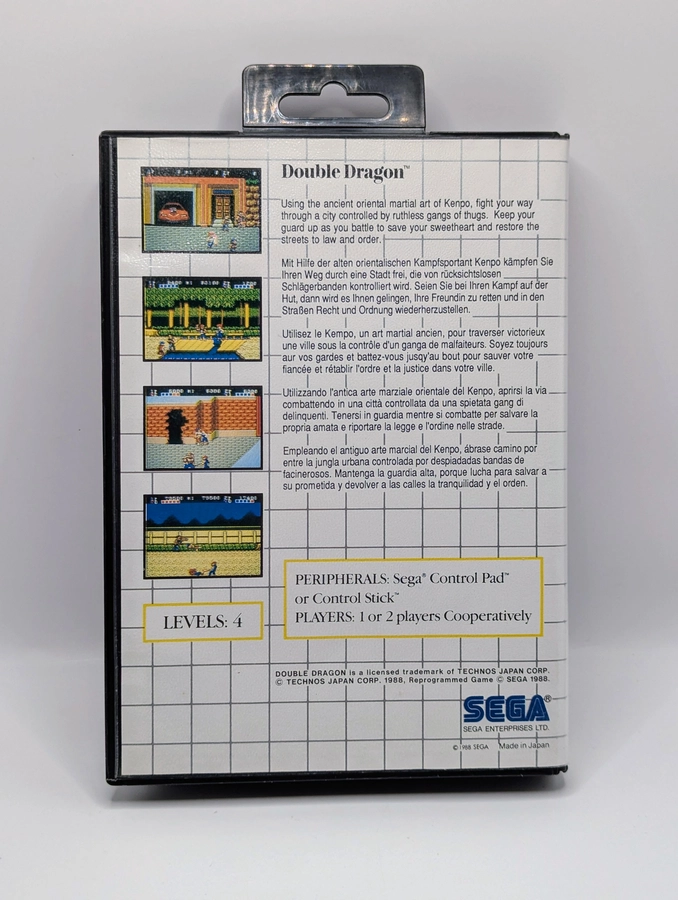 Double Dragon™
Using the ancient oriental martial art of Kenpo, fight your way
through a city controlled by ruthless gangs of thugs. Keep your
guard up as you battle to save your sweetheart and restore the
streets to law and order.
Mit Hilfe der alten orientalischen Kampfsportant Kenpo kämpfen Sie
Ihren Weg durch eine Stadt frei, die von rücksichtslosen
Schlägerbanden kontrolliert wird. Seien Sie bei Ihren Kampf auf der
Hut, dann wird es Ihnen gelingen, Ihre Freundin zu retten und in den
Straßen Recht und Ordnung wiederherzustellen.
Utilisez le Kempo, un art martial ancien, pour traverser victorieux
une ville sous la contrôle d'un ganga de malfaiteurs. Soyez toujours
aur vos gardes et battez-vous jusqy'au bout pour sauver votre
fiancée et rétablir l'ordre et la justice dans votre ville.
Utilizzando l'antica arte marziale orientale del Kenpo, aprirsi la via
combattendo in una città controllata da una spietata gang di
delinquenti. Tenersi in guardia mentre si combatte per salvare la
propria amata e riportare la legge e l'ordine nelle strade.
Empleando el antiguo arte marcial del Kenpo, ábrase camino por
entre la jungla urbana controlada por despiadadas bandas de
facinerosos. Mantenga la guardia alta, porque lucha para salvar a
su prometida y devolver a las calles la tranquilidad y el orden.
LEVELS: 4
PERIPHERALS: Sega® Control Pad™
or Control Stick™
PLAYERS: 1 or 2 players Cooperatively
DOUBLE DRAGON is a licensed trademark of TECHNOS JAPAN CORP.
© TECHNOS JAPAN CORP. 1988, Reprogrammed Game © SEGA 1988.
SEGA®
SEGA ENTERPRISES LTD.
© 1988 SEGA Made in Japan